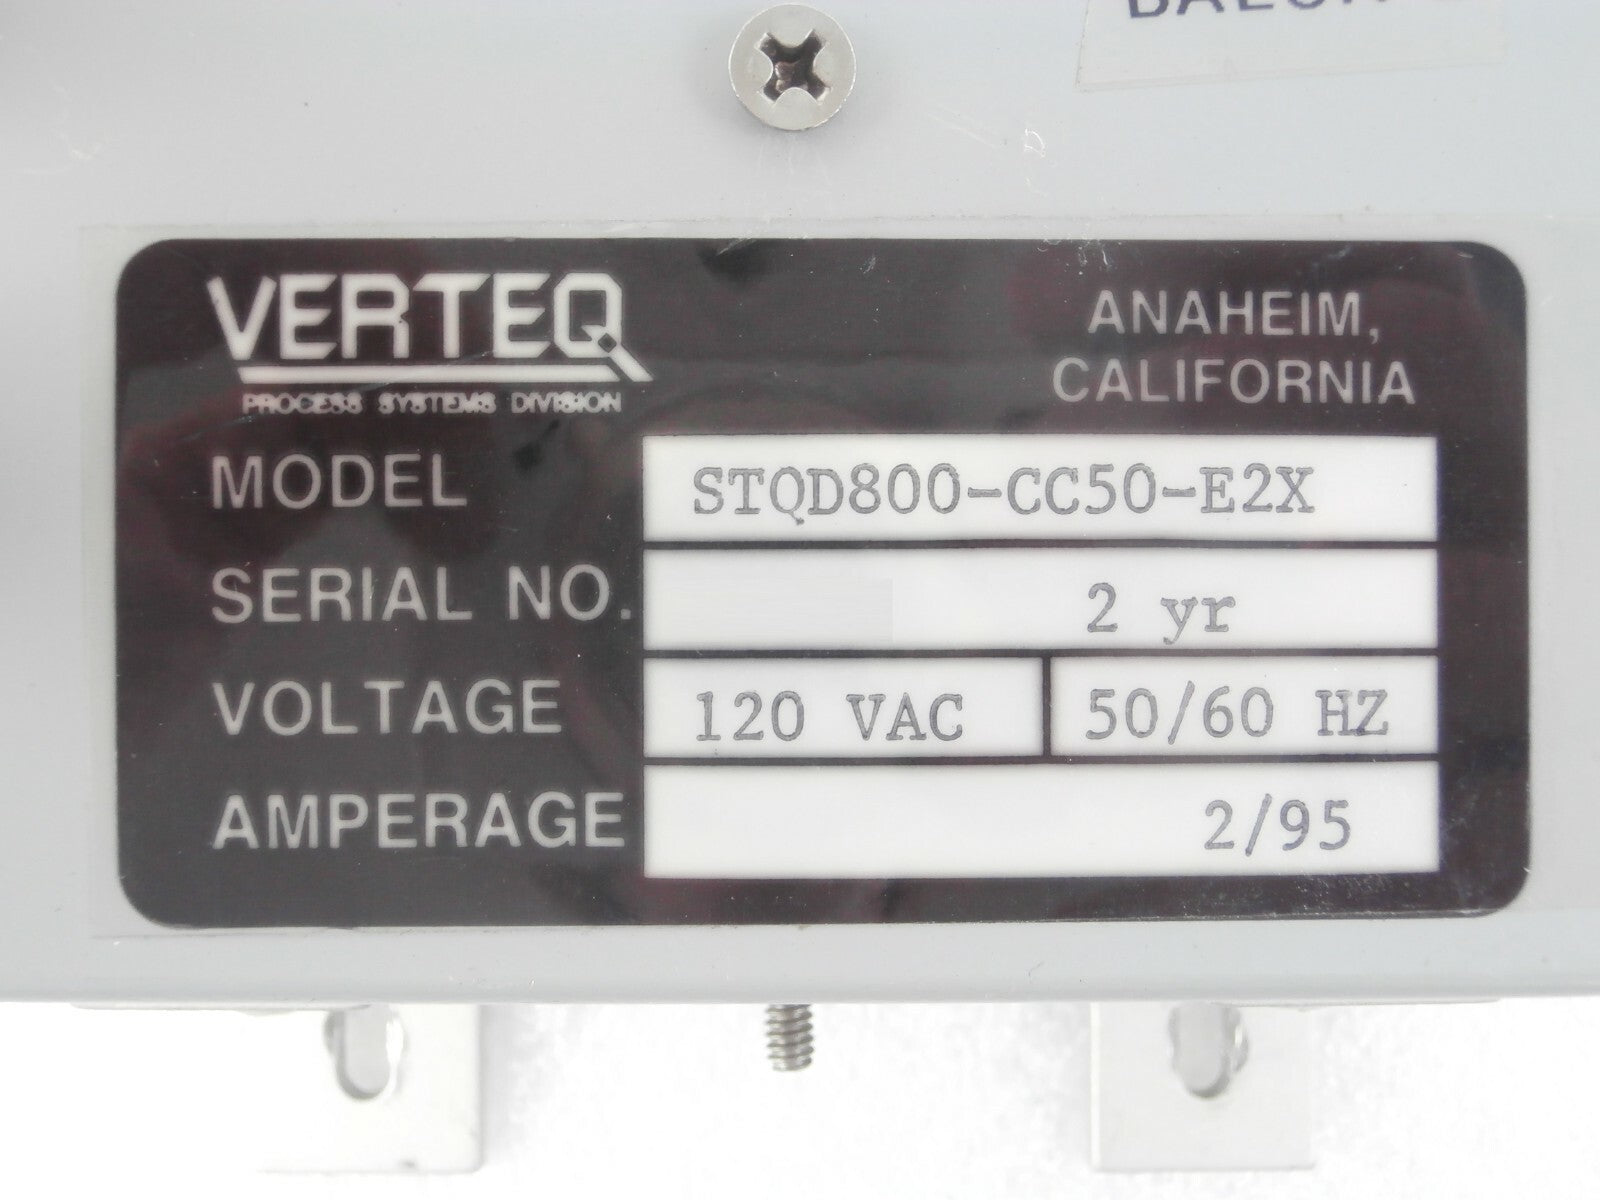 VERTEQ
PROCESS SYSTEMS DIVISION
ANAHEIM,
CALIFORNIA
MODEL STQD800-CC50-E2X
SERIAL NO. 2 yr
VOLTAGE 120 VAC 50/60 HZ
AMPERAGE 2/95